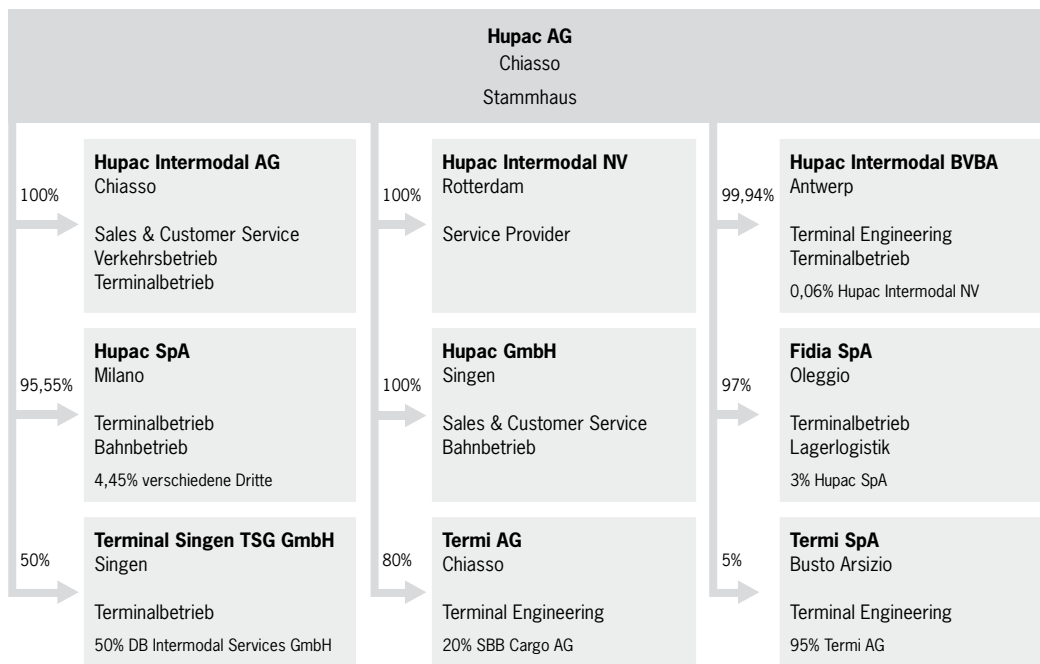 Hupac AG
Chiasso
Stammhaus
100%
Hupac Intermodal AG
Chiasso
Sales & Customer Service
Verkehrsbetrieb
Terminalbetrieb
100%
Hupac Intermodal NV
Rotterdam
Service Provider
99,94%
Hupac Intermodal BVBA
Antwerp
Terminal Engineering
Terminalbetrieb
0,06% Hupac Intermodal NV
95,55%
Hupac SpA
Milano
Terminalbetrieb
Bahnbetrieb
4,45% verschiedene Dritte
100%
Hupac GmbH
Singen
Sales & Customer Service
Bahnbetrieb
97%
Fidia SpA
Oleggio
Terminalbetrieb
Lagerlogistik
3% Hupac SpA
50%
Terminal Singen TSG GmbH
Singen
Terminalbetrieb
50% DB Intermodal Services GmbH
80%
Termi AG
Chiasso
Terminal Engineering
20% SBB Cargo AG
5%
Termi SpA
Busto Arsizio
Terminal Engineering
95% Termi AG